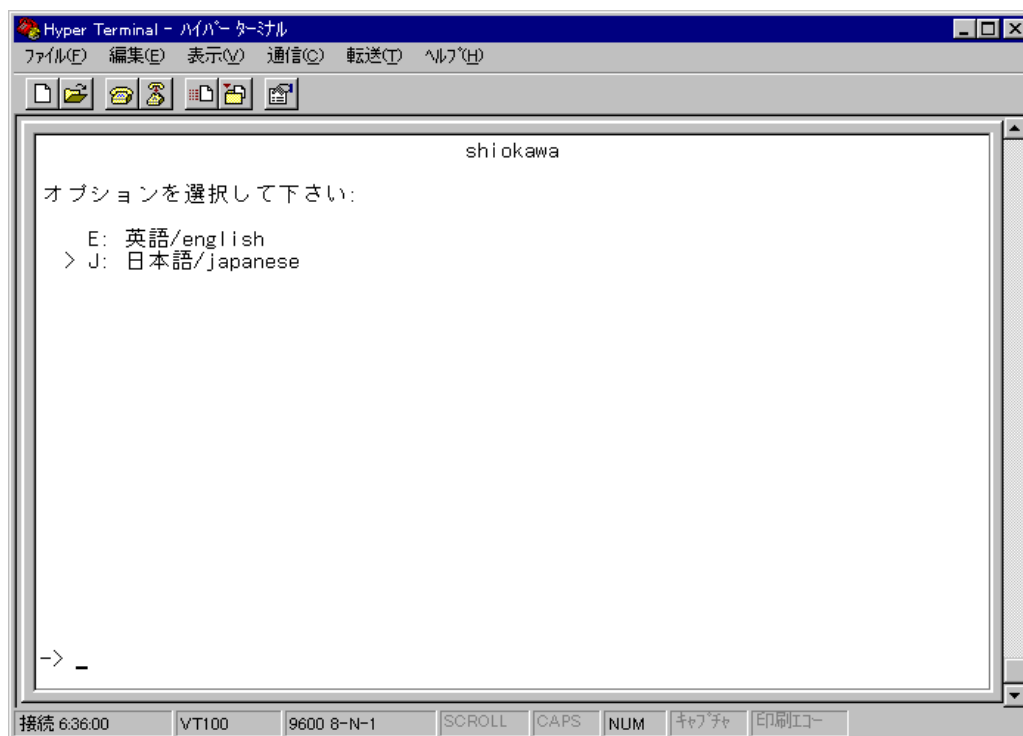 Hyper Terminal - ハイパー ターミナル
ファイル(F) 編集(E) 表示(V) 通信(C) 転送(T) ヘルプ(H)
shiokawa
オプションを選択して下さい:
E: 英語/english
> J: 日本語/japanese
-> _
接続 6:36:00 VT100 9600 8-N-1 SCROLL CAPS NUM キャプチャ 印刷エコー